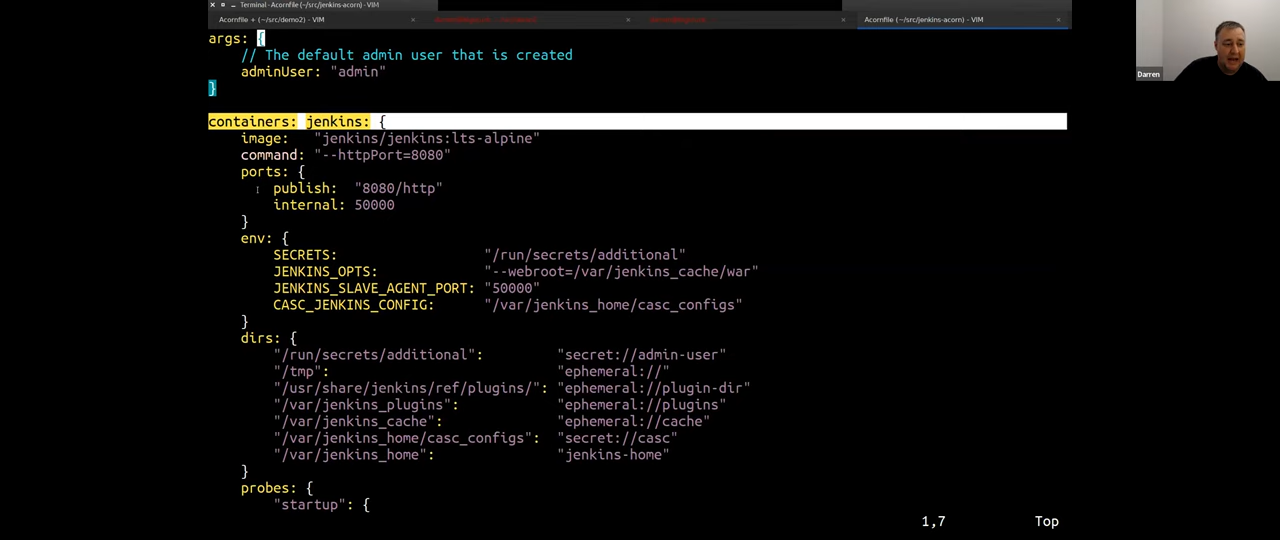 Terminal - Acornfile (~/src/jenkins-acorn) - VIM
Acornfile + (~/src/demo2) - VIM
Acornfile (~/src/jenkins-acorn) - VIM
Darren
args: {
// The default admin user that is created
adminUser: "admin"
}
containers: jenkins: {
image: "jenkins/jenkins:lts-alpine"
command: "--httpPort=8080"
ports: {
publish: "8080/http"
internal: 50000
}
env: {
SECRETS: "/run/secrets/additional"
JENKINS_OPTS: "--webroot=/var/jenkins_cache/war"
JENKINS_SLAVE_AGENT_PORT: "50000"
CASC_JENKINS_CONFIG: "/var/jenkins_home/casc_configs"
}
dirs: {
"/run/secrets/additional": "secret://admin-user"
"/tmp": "ephemeral://"
"/usr/share/jenkins/ref/plugins/": "ephemeral://plugin-dir"
"/var/jenkins_plugins": "ephemeral://plugins"
"/var/jenkins_cache": "ephemeral://cache"
"/var/jenkins_home/casc_configs": "secret://casc"
"/var/jenkins_home": "jenkins-home"
}
probes: {
"startup": {
1,7 Top